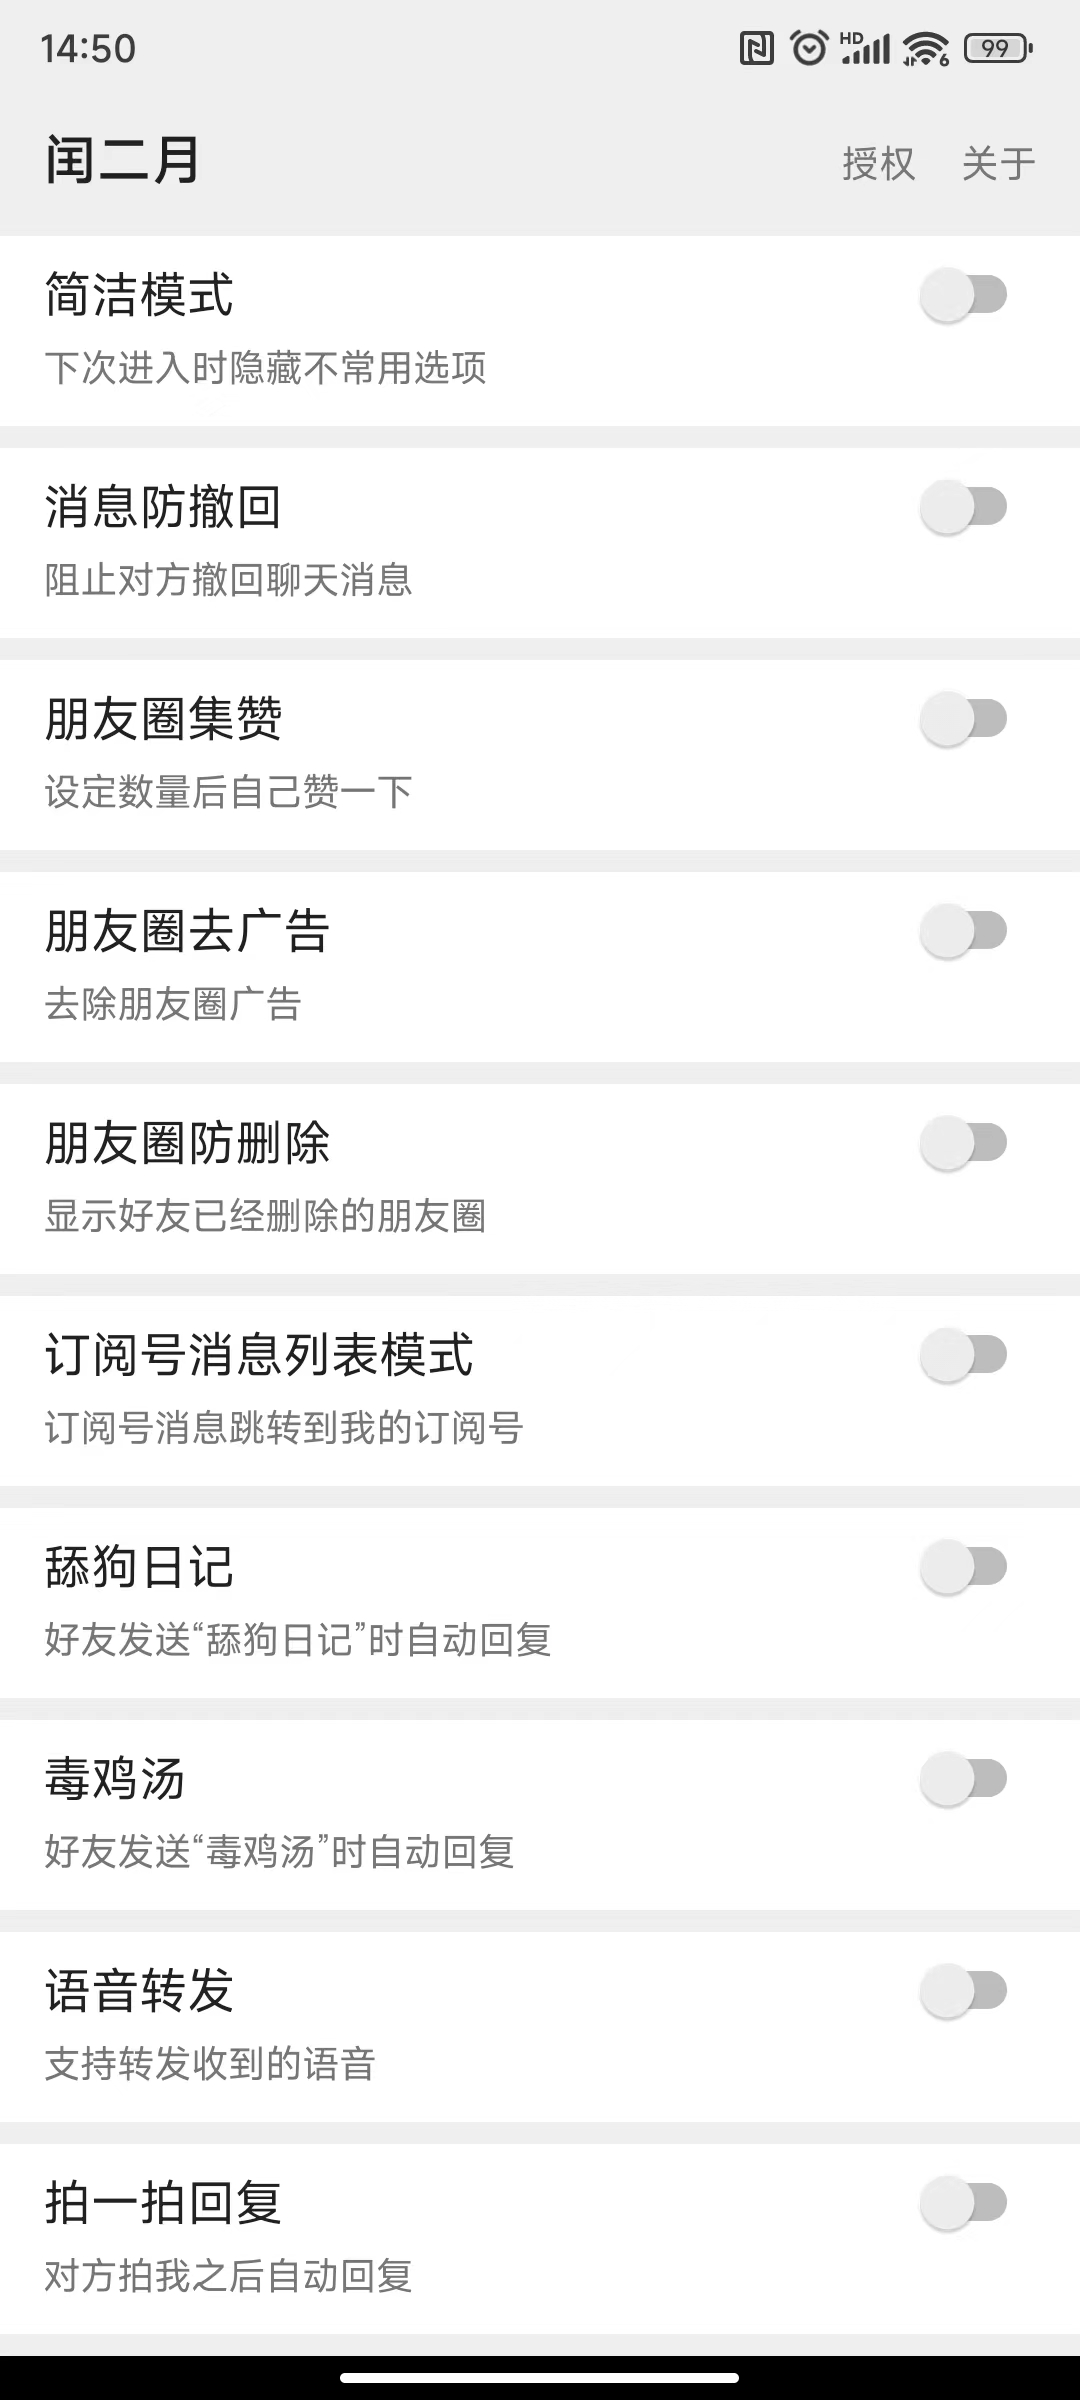 14:50 HD 6 99
闰二月 授权 关于
简洁模式
下次进入时隐藏不常用选项
消息防撤回
阻止对方撤回聊天消息
朋友圈集赞
设定数量后自己赞一下
朋友圈去广告
去除朋友圈广告
朋友圈防删除
显示好友已经删除的朋友圈
订阅号消息列表模式
订阅号消息跳转到我的订阅号
舔狗日记
好友发送“舔狗日记”时自动回复
毒鸡汤
好友发送“毒鸡汤”时自动回复
语音转发
支持转发收到的语音
拍一拍回复
对方拍我之后自动回复